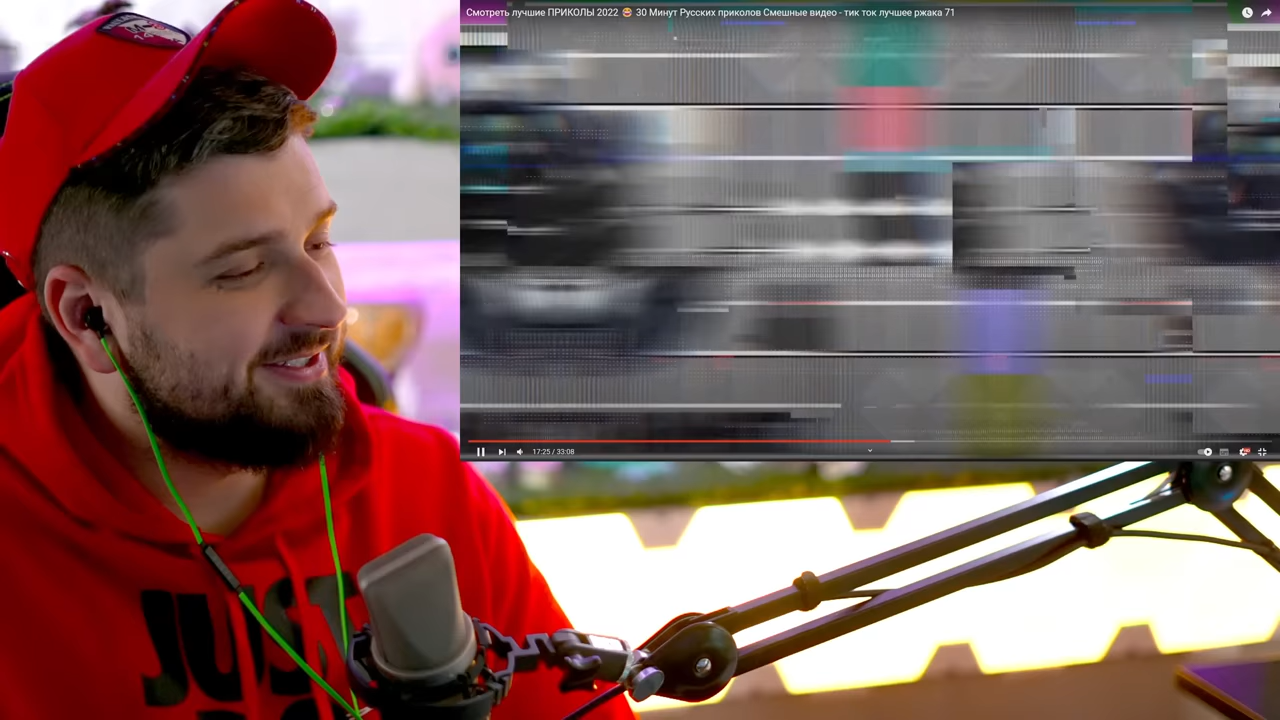 Смотреть лучшие ПРИКОЛЫ 2022 😂 30 Минут Русских приколов Смешные видео - тик ток лучшее ржака 71
17:25 / 33:08
JUST